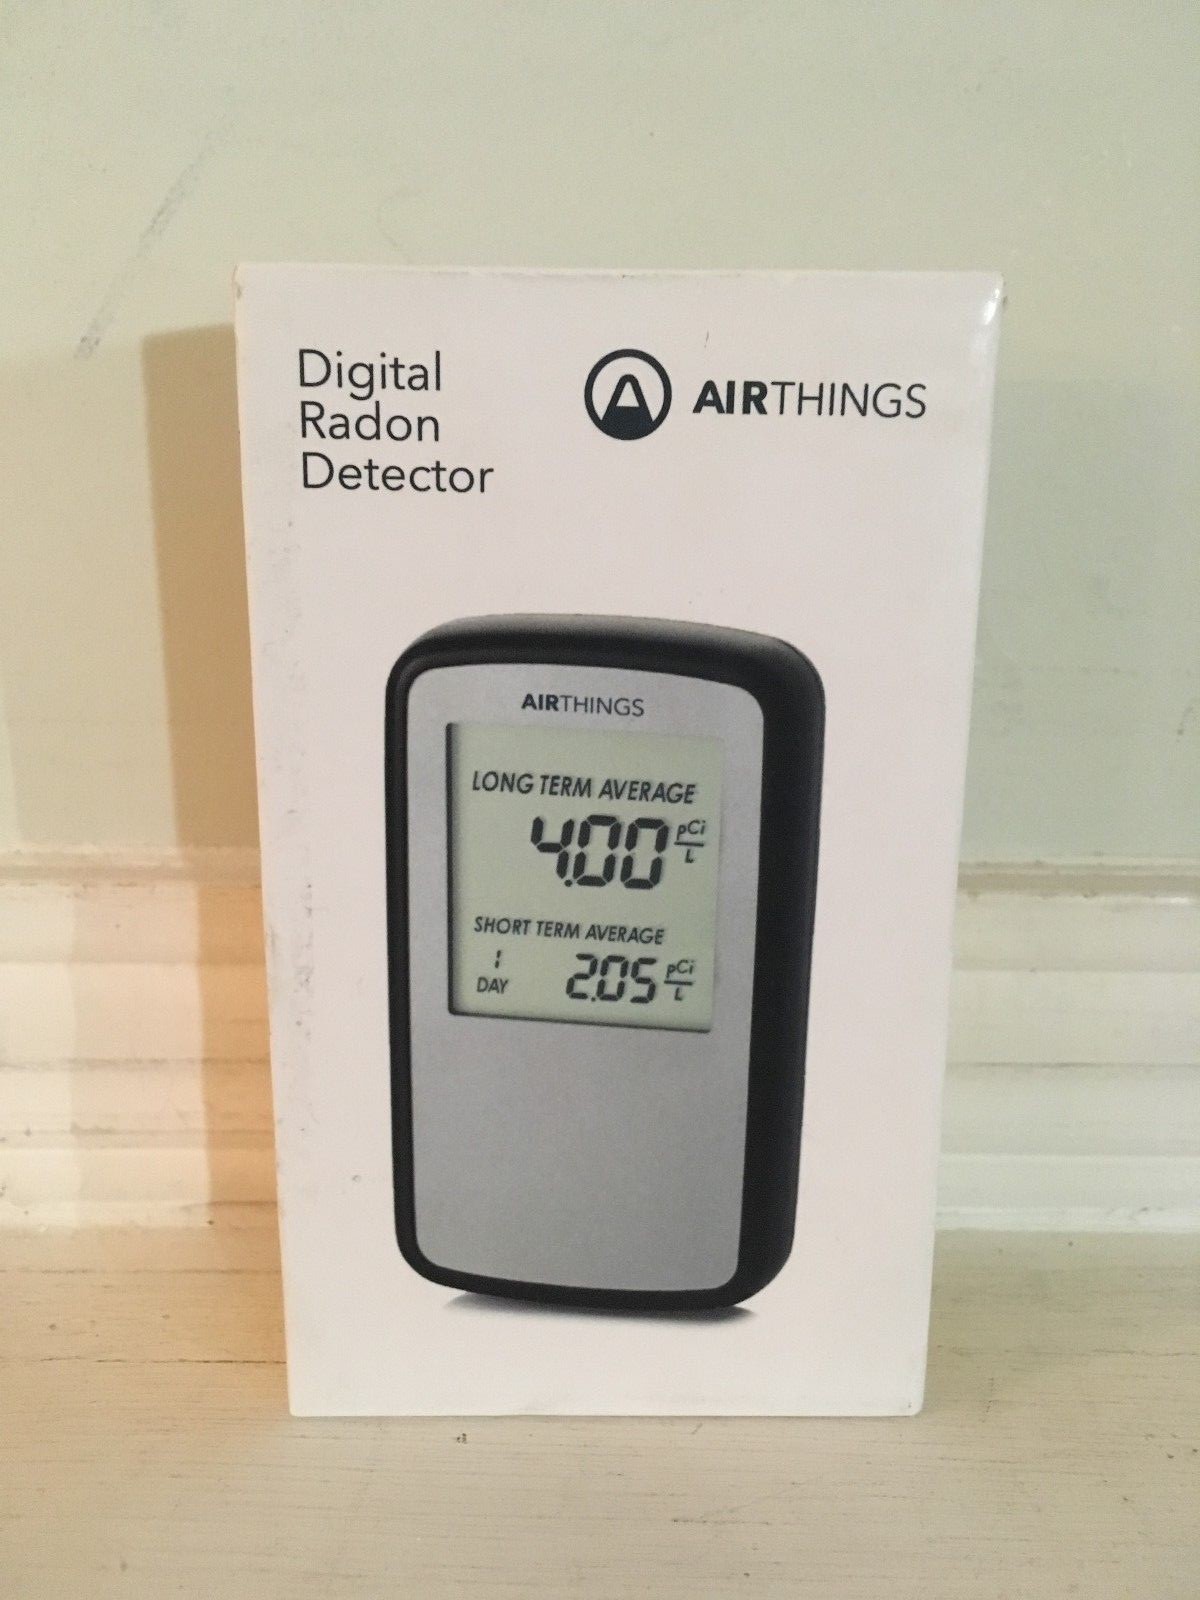 Digital
Radon
Detector
AIRTHINGS
AIRTHINGS
LONG TERM AVERAGE
4.00 pCi/L
SHORT TERM AVERAGE
1 DAY 2.05 pCi/L